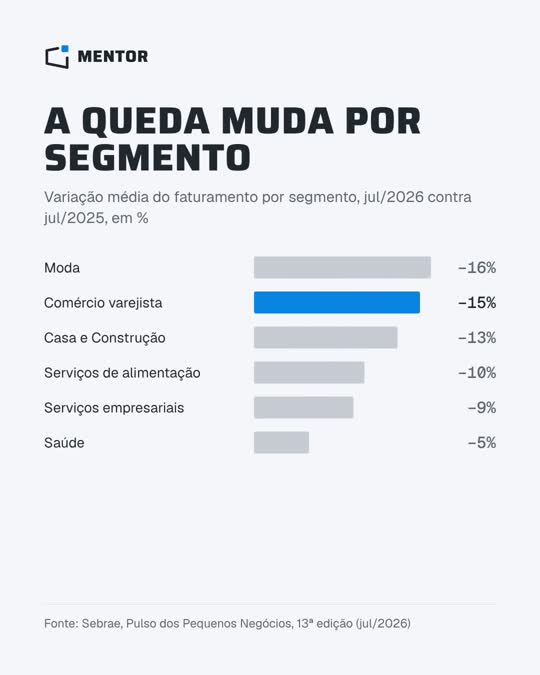 MENTOR
A QUEDA MUDA POR
SEGMENTO
Variação média do faturamento por segmento, jul/2026 contra
jul/2025, em %
Moda −16%
Comércio varejista −15%
Casa e Construção −13%
Serviços de alimentação −10%
Serviços empresariais −9%
Saúde −5%
Fonte: Sebrae, Pulso dos Pequenos Negócios, 13ª edição (jul/2026)